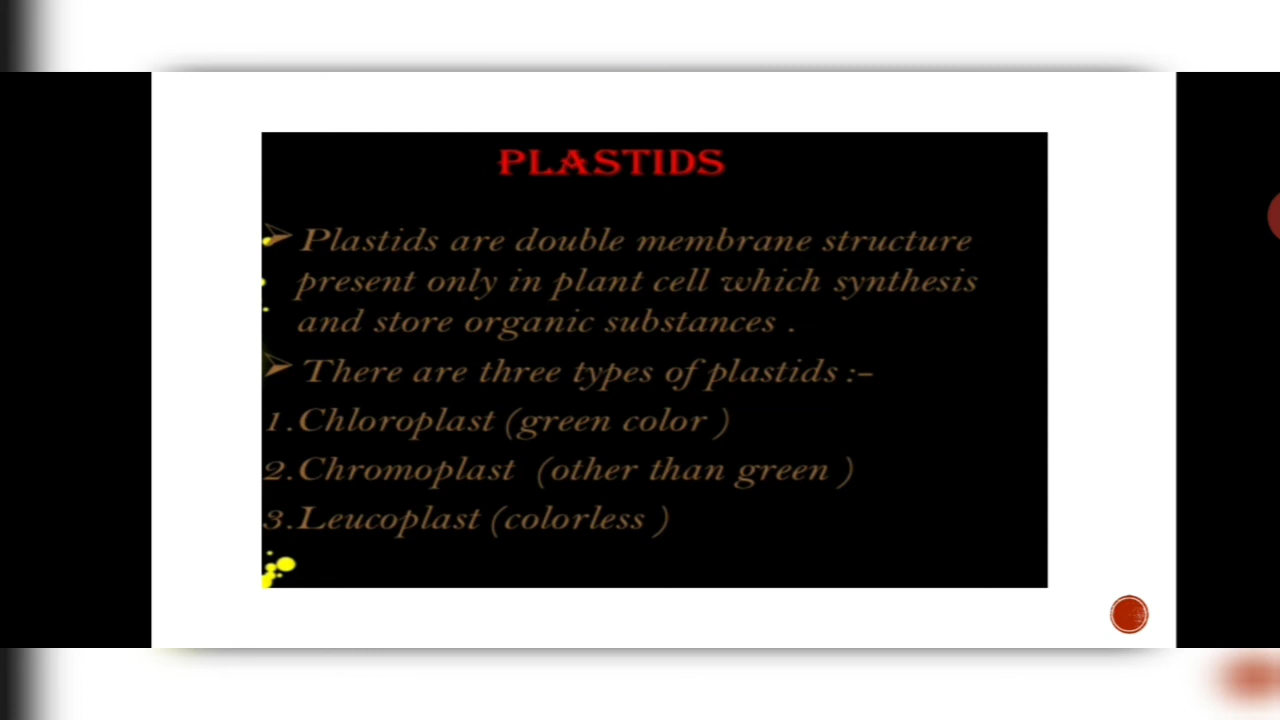 PLASTIDS
➢ Plastids are double membrane structure
present only in plant cell which synthesis
and store organic substances .
➢ There are three types of plastids :-
1.Chloroplast (green color )
2.Chromoplast (other than green )
3.Leucoplast (colorless )